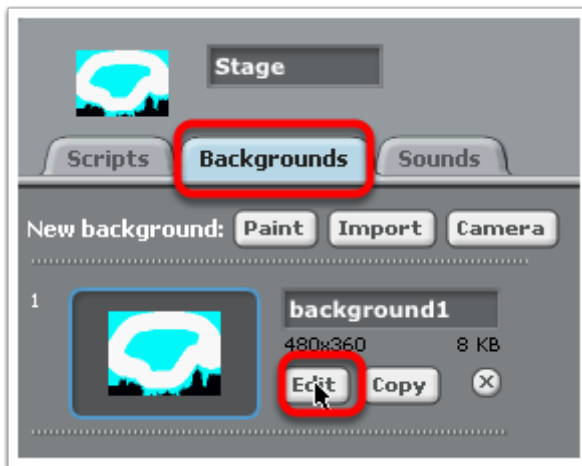 Stage
Scripts Backgrounds Sounds
New background: Paint Import Camera
1
background1
480x360 8 KB
Edit Copy